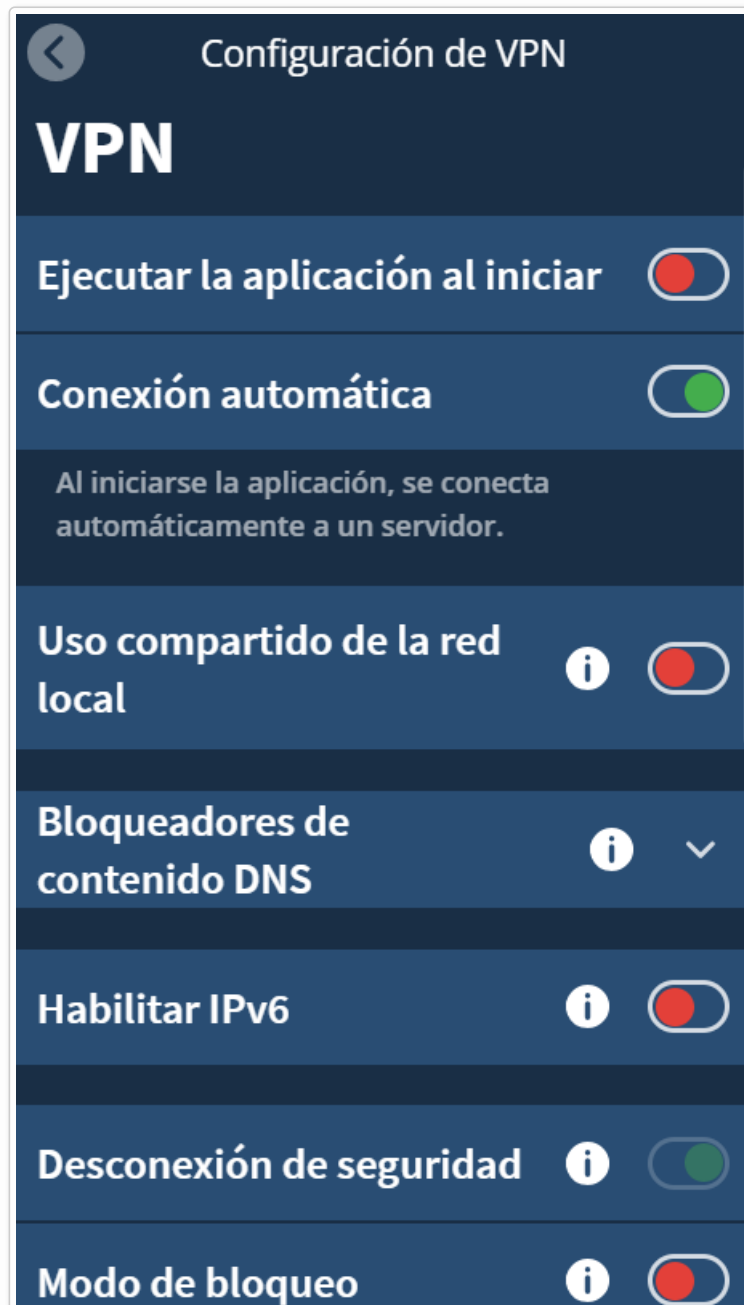 Configuración de VPN
VPN
Ejecutar la aplicación al iniciar
Conexión automática
Al iniciarse la aplicación, se conecta
automáticamente a un servidor.
Uso compartido de la red
local
Bloqueadores de
contenido DNS
Habilitar IPv6
Desconexión de seguridad
Modo de bloqueo